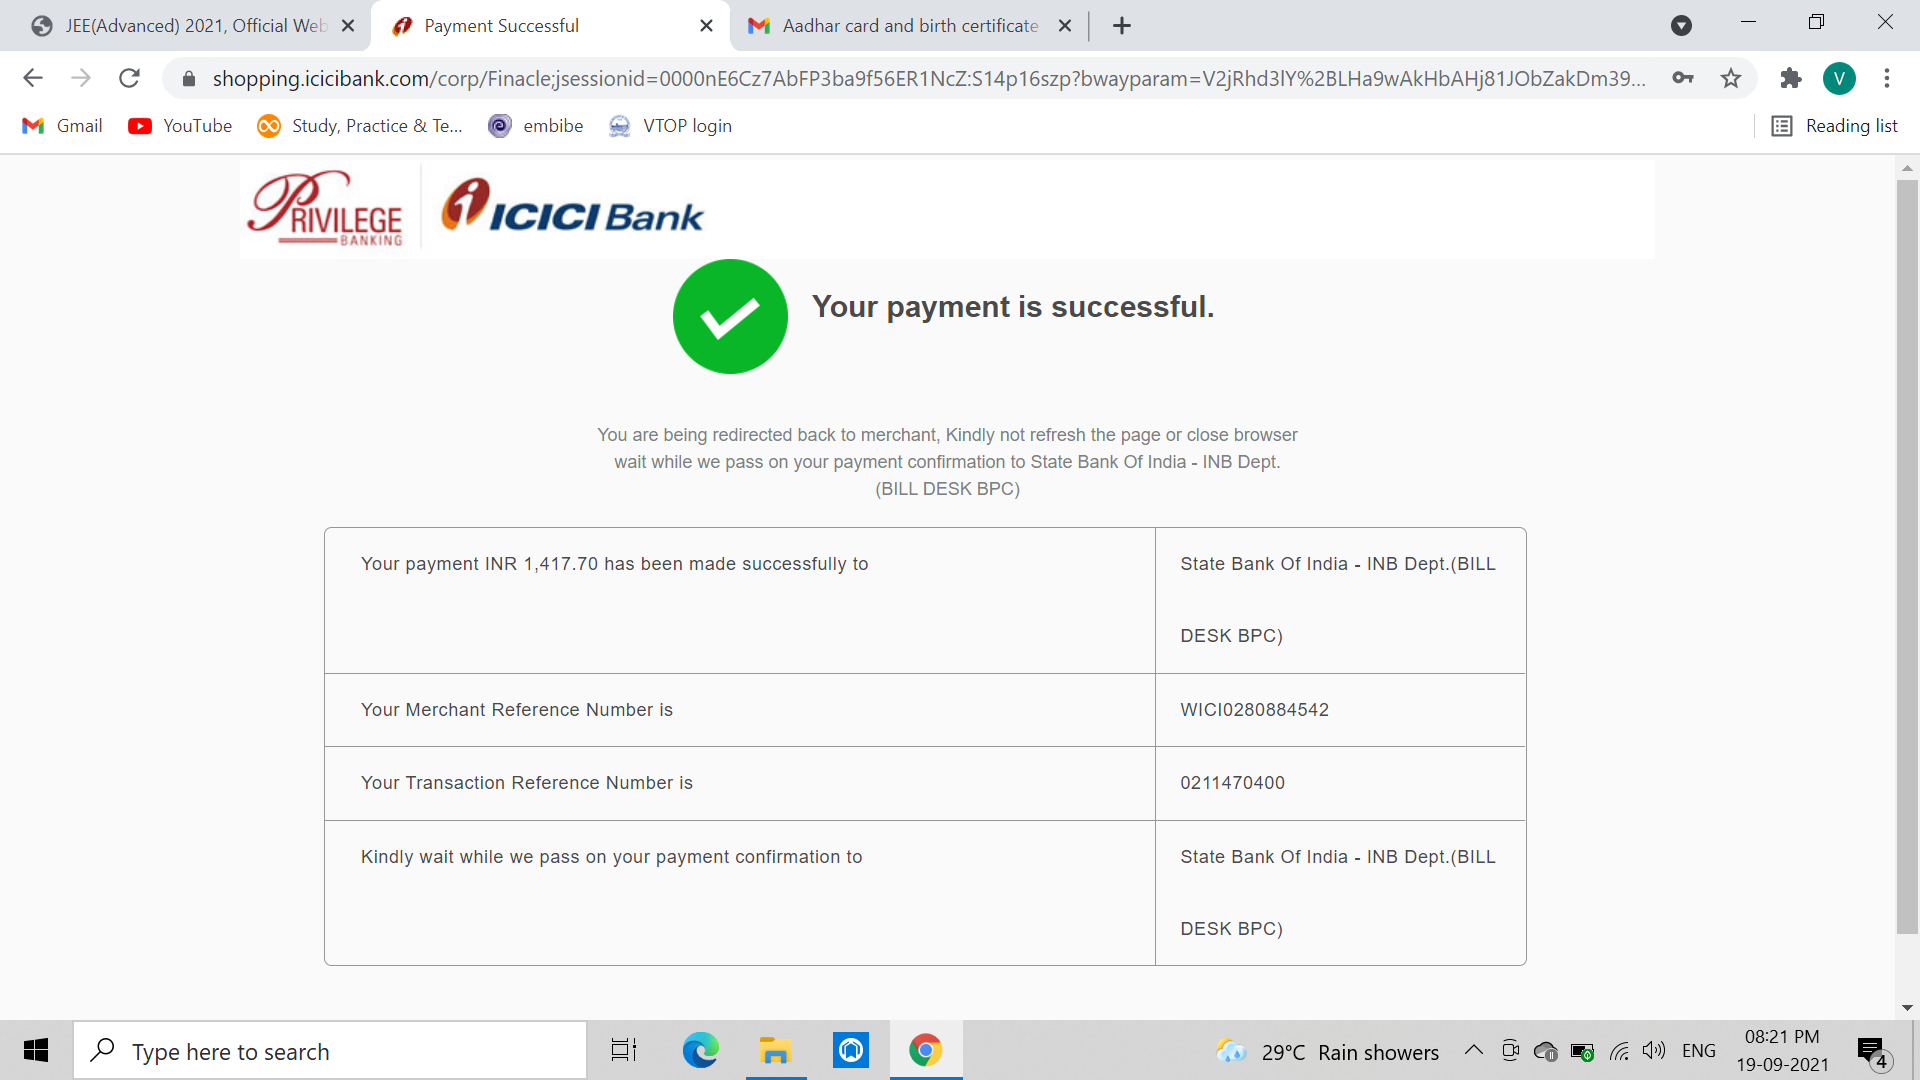 JEE(Advanced) 2021, Official Web
Payment Successful
Aadhar card and birth certificate
shopping.icicibank.com/corp/Finacle;jsessionid=0000nE6Cz7AbFP3ba9f56ER1NcZ:S14p16szp?bwayparam=V2jRhd3lY%2BLHa9wAkHbAHj81JObZakDm39...
V
Gmail
YouTube
Study, Practice & Te...
embibe
VTOP login
Reading list
PRIVILEGE
BANKING
ICICI Bank
Your payment is successful.
You are being redirected back to merchant, Kindly not refresh the page or close browser
wait while we pass on your payment confirmation to State Bank Of India - INB Dept.
(BILL DESK BPC)
Your payment INR 1,417.70 has been made successfully to
State Bank Of India - INB Dept.(BILL
DESK BPC)
Your Merchant Reference Number is
WICI0280884542
Your Transaction Reference Number is
0211470400
Kindly wait while we pass on your payment confirmation to
State Bank Of India - INB Dept.(BILL
DESK BPC)
Type here to search
29°C Rain showers
ENG
08:21 PM
19-09-2021
4